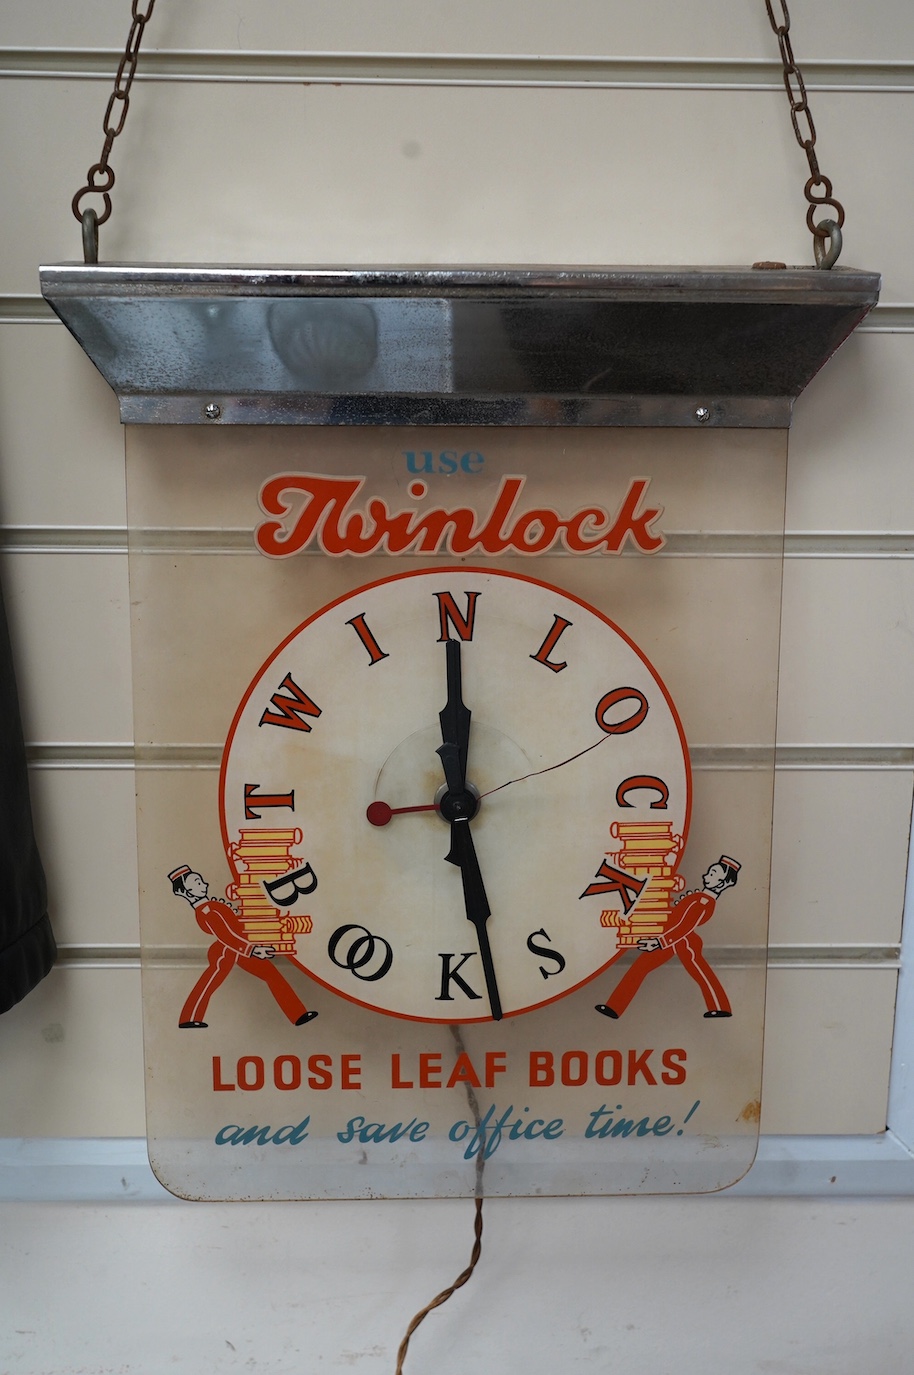 use
Twinlock
TWINLOCK
BOOKS
LOOSE LEAF BOOKS
and save office time!